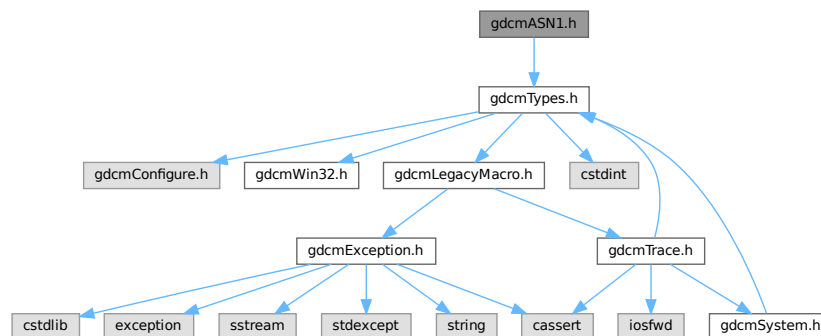 gdcmASN1.h
gdcmTypes.h
gdcmConfigure.h
gdcmWin32.h
gdcmLegacyMacro.h
cstdint
gdcmException.h
gdcmTrace.h
cstdlib
exception
sstream
stdexcept
string
cassert
iosfwd
gdcmSystem.h